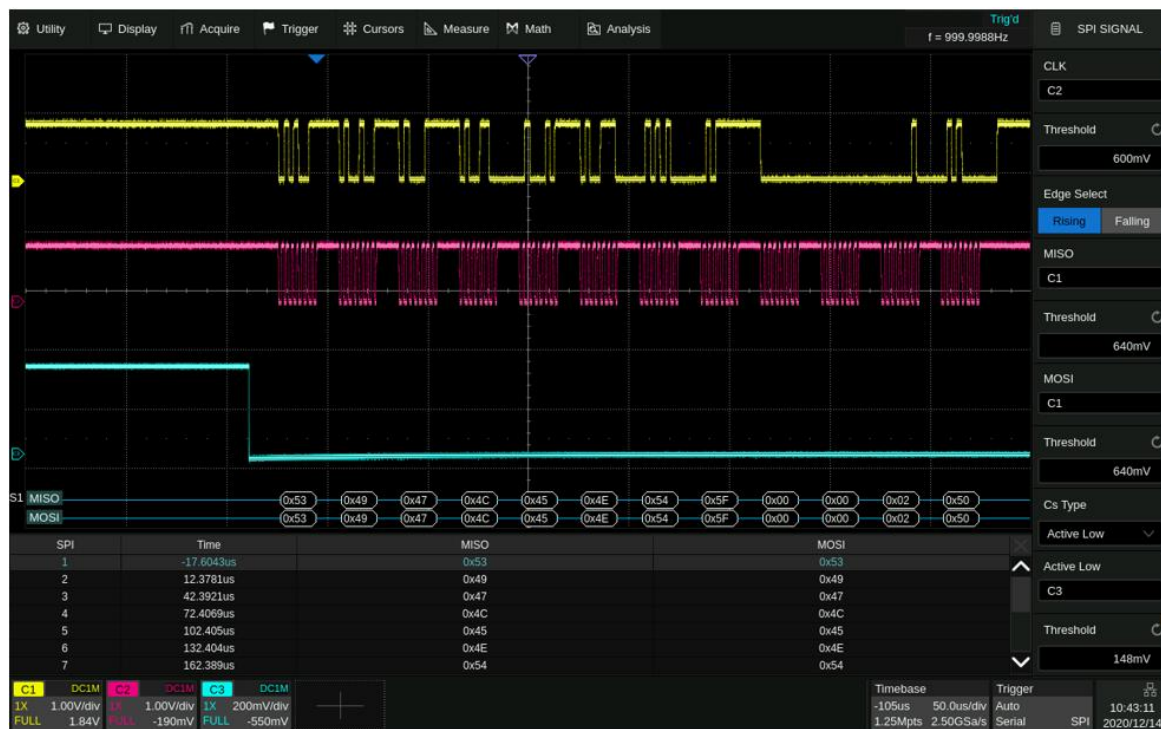 Utility Display Acquire Trigger Cursors Measure Math Analysis
Trig'd
f = 999.9988Hz
SPI SIGNAL
CLK
C2
Threshold
600mV
Edge Select
Rising Falling
MISO
C1
Threshold
640mV
MOSI
C1
Threshold
640mV
Cs Type
Active Low
Active Low
C3
Threshold
148mV
S1 MISO 0x53 0x49 0x47 0x4C 0x45 0x4E 0x54 0x5F 0x00 0x00 0x02 0x50
MOSI 0x53 0x49 0x47 0x4C 0x45 0x4E 0x54 0x5F 0x00 0x00 0x02 0x50
SPI Time MISO MOSI
1 -17.6043us 0x53 0x53
2 12.3781us 0x49 0x49
3 42.3921us 0x47 0x47
4 72.4069us 0x4C 0x4C
5 102.405us 0x45 0x45
6 132.404us 0x4E 0x4E
7 162.389us 0x54 0x54
C1 DC1M
1X 1.00V/div
FULL 1.84V
C2 DC1M
1X 1.00V/div
FULL -190mV
C3 DC1M
1X 200mV/div
FULL -550mV
Timebase
-105us 50.0us/div
1.25Mpts 2.50GSa/s
Trigger
Auto
Serial SPI
10:43:11
2020/12/14